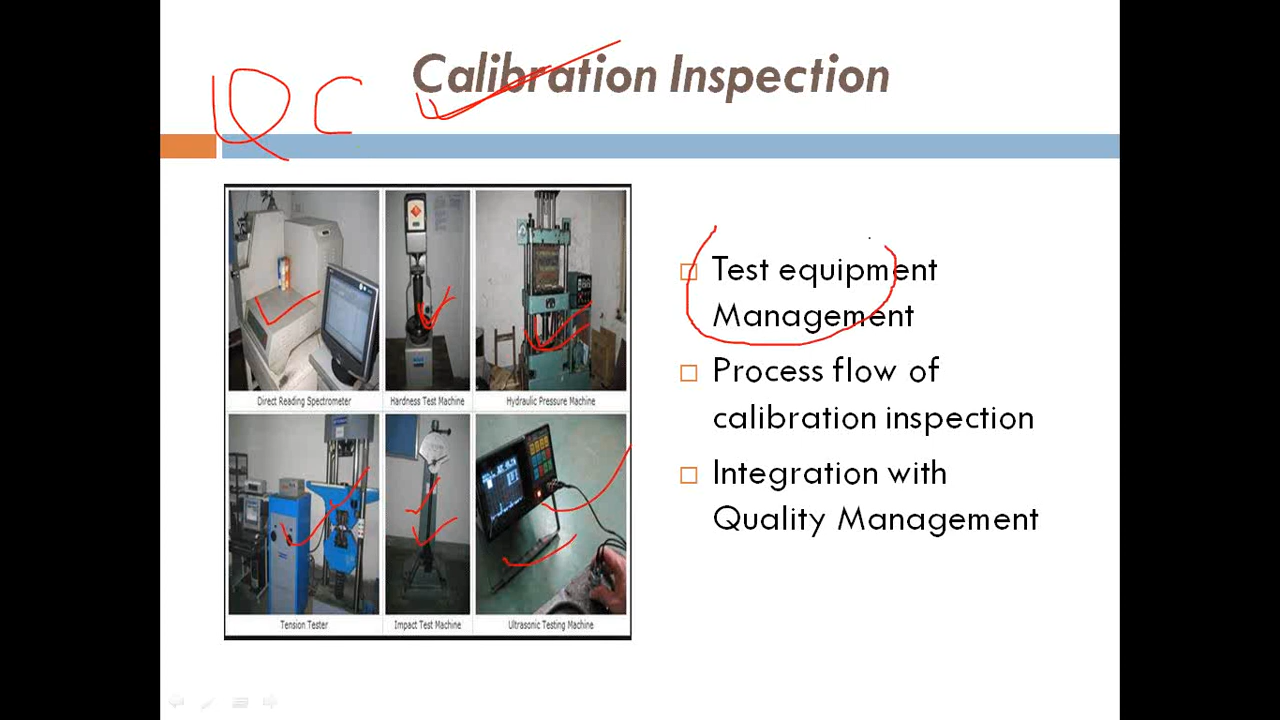 Calibration Inspection
QC
Direct Reading Spectrometer
Hardness Test Machine
Hydraulic Pressure Machine
Tension Tester
Impact Test Machine
Ultrasonic Testing Machine
Test equipment
Management
Process flow of
calibration inspection
Integration with
Quality Management